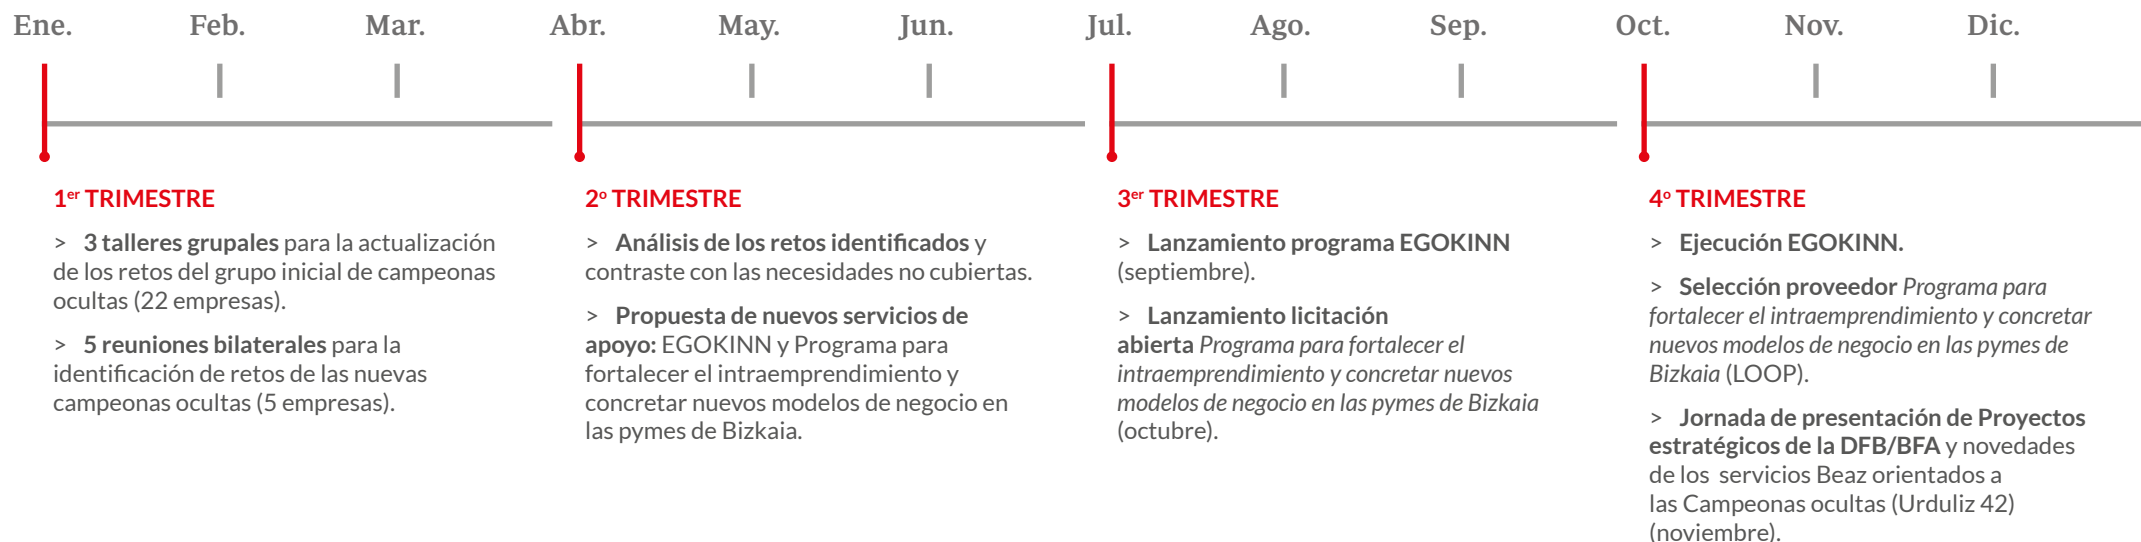 Ene. Feb. Mar. Abr. May. Jun. Jul. Ago. Sep. Oct. Nov. Dic.
1er TRIMESTRE
> 3 talleres grupales para la actualización
de los retos del grupo inicial de campeonas
ocultas (22 empresas).
> 5 reuniones bilaterales para la
identificación de retos de las nuevas
campeonas ocultas (5 empresas).
2º TRIMESTRE
> Análisis de los retos identificados y
contraste con las necesidades no cubiertas.
> Propuesta de nuevos servicios de
apoyo: EGOKINN y Programa para
fortalecer el intraemprendimiento y
concretar nuevos modelos de negocio en
las pymes de Bizkaia.
3er TRIMESTRE
> Lanzamiento programa EGOKINN
(septiembre).
> Lanzamiento licitación
abierta Programa para fortalecer el
intraemprendimiento y concretar nuevos
modelos de negocio en las pymes de Bizkaia
(octubre).
4º TRIMESTRE
> Ejecución EGOKINN.
> Selección proveedor Programa para
fortalecer el intraemprendimiento y concretar
nuevos modelos de negocio en las pymes de
Bizkaia (LOOP).
> Jornada de presentación de Proyectos
estratégicos de la DFB/BFA y novedades
de los servicios Beaz orientados a
las Campeonas ocultas (Urduliz 42)
(noviembre).